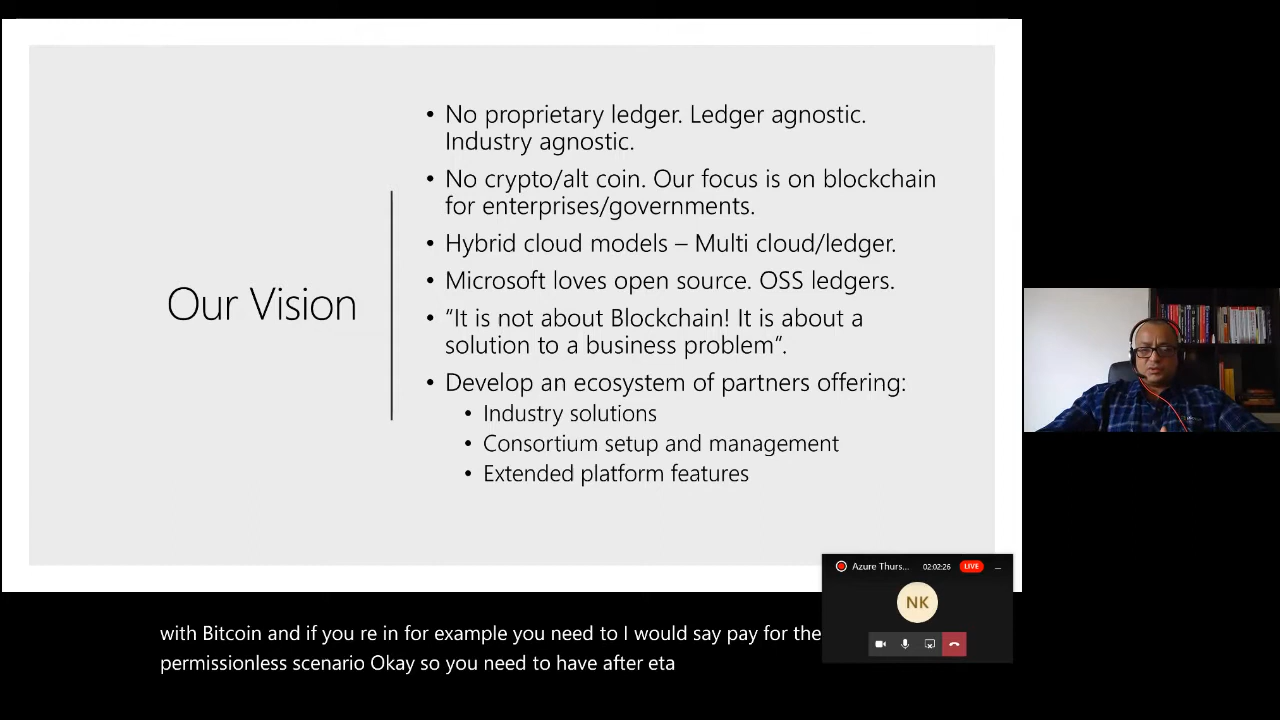 Our Vision
• No proprietary ledger. Ledger agnostic.
Industry agnostic.
• No crypto/alt coin. Our focus is on blockchain
for enterprises/governments.
• Hybrid cloud models – Multi cloud/ledger.
• Microsoft loves open source. OSS ledgers.
• “It is not about Blockchain! It is about a
solution to a business problem“.
• Develop an ecosystem of partners offering:
• Industry solutions
• Consortium setup and management
• Extended platform features
Azure Thurs... 02:02:26 LIVE
NK
with Bitcoin and if you re in for example you need to I would say pay for the
permissionless scenario Okay so you need to have after eta